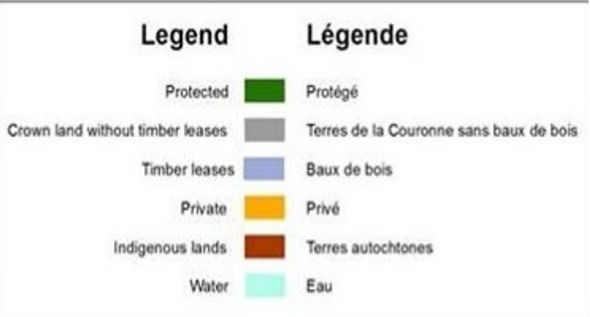 Legend Légende
Protected Protégé
Crown land without timber leases Terres de la Couronne sans baux de bois
Timber leases Baux de bois
Private Privé
Indigenous lands Terres autochtones
Water Eau